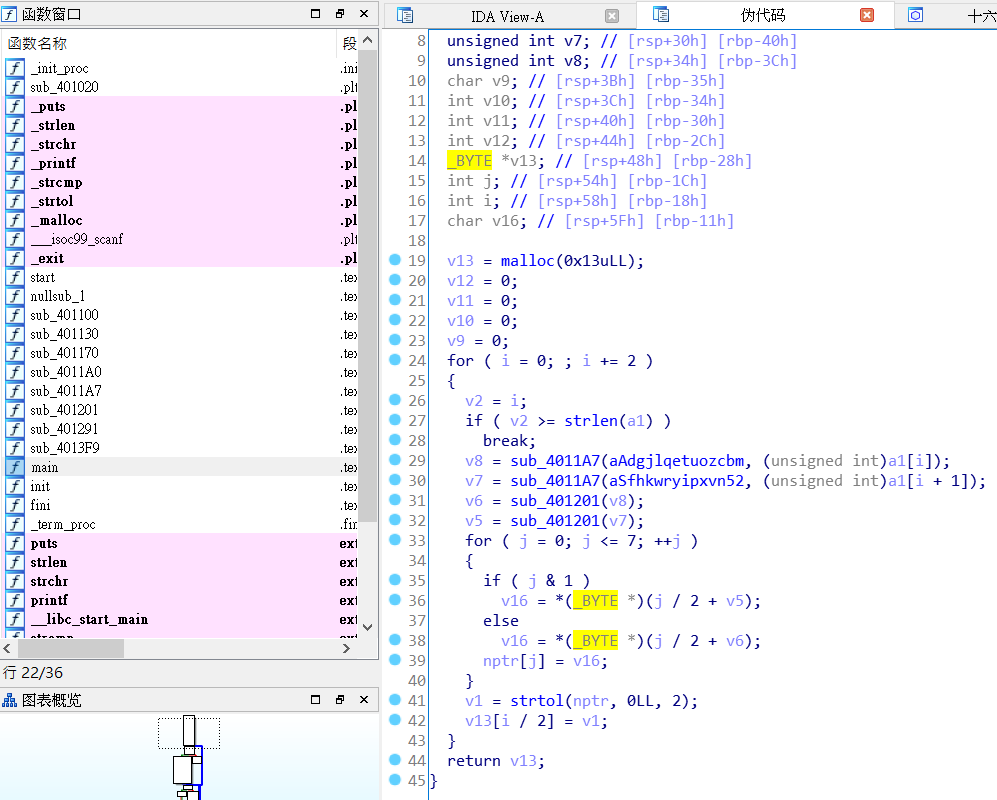 函数窗口
函数名称 段
_init_proc .ini
sub_401020 .plt
_puts .pl
_strlen .pl
_strchr .pl
_printf .pl
_strcmp .pl
_strtol .pl
_malloc .pl
___isoc99_scanf .plt
_exit .pl
start .tex
nullsub_1 .tex
sub_401100 .tex
sub_401130 .tex
sub_401170 .tex
sub_4011A0 .tex
sub_4011A7 .tex
sub_401201 .tex
sub_401291 .tex
sub_4013F9 .tex
main .tex
init .tex
fini .tex
_term_proc .fin
puts ext
strlen ext
strchr ext
printf ext
__libc_start_main ext
行 22/36
图表概览
IDA View-A 伪代码 十六
8 unsigned int v7; // [rsp+30h] [rbp-40h]
9 unsigned int v8; // [rsp+34h] [rbp-3Ch]
10 char v9; // [rsp+3Bh] [rbp-35h]
11 int v10; // [rsp+3Ch] [rbp-34h]
12 int v11; // [rsp+40h] [rbp-30h]
13 int v12; // [rsp+44h] [rbp-2Ch]
14 _BYTE *v13; // [rsp+48h] [rbp-28h]
15 int j; // [rsp+54h] [rbp-1Ch]
16 int i; // [rsp+58h] [rbp-18h]
17 char v16; // [rsp+5Fh] [rbp-11h]
18
19 v13 = malloc(0x13uLL);
20 v12 = 0;
21 v11 = 0;
22 v10 = 0;
23 v9 = 0;
24 for ( i = 0; ; i += 2 )
25 {
26 v2 = i;
27 if ( v2 >= strlen(a1) )
28 break;
29 v8 = sub_4011A7(aAdgjlqetuozcbm, (unsigned int)a1[i]);
30 v7 = sub_4011A7(aSfhkwryipxvn52, (unsigned int)a1[i + 1]);
31 v6 = sub_401201(v8);
32 v5 = sub_401201(v7);
33 for ( j = 0; j <= 7; ++j )
34 {
35 if ( j & 1 )
36 v16 = *(_BYTE *)(j / 2 + v5);
37 else
38 v16 = *(_BYTE *)(j / 2 + v6);
39 nptr[j] = v16;
40 }
41 v1 = strtol(nptr, 0LL, 2);
42 v13[i / 2] = v1;
43 }
44 return v13;
45 }